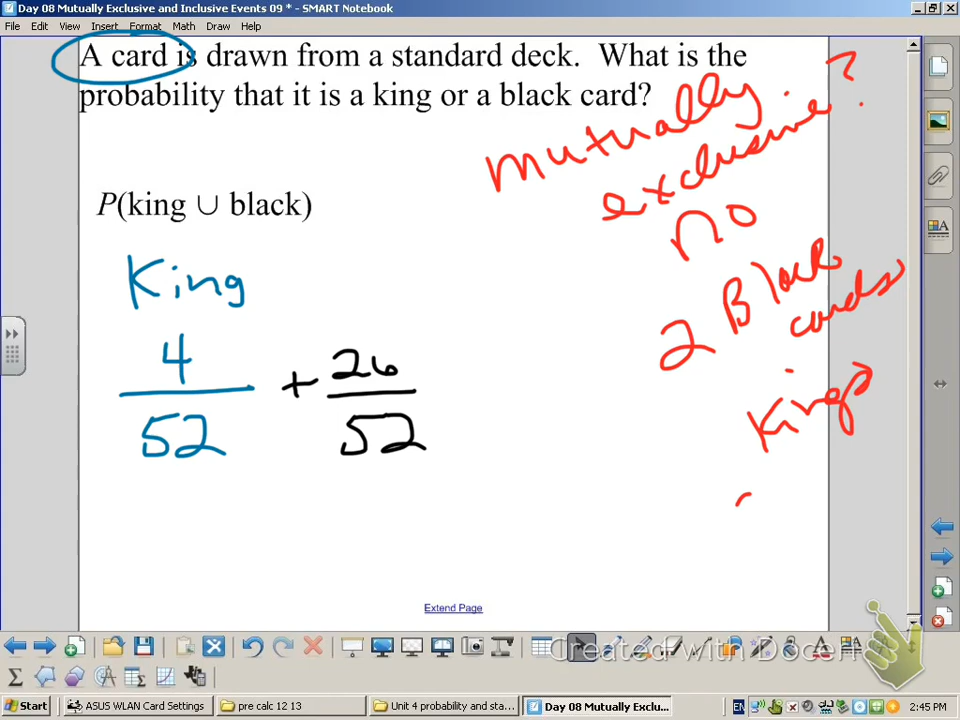 Day 08 Mutually Exclusive and Inclusive Events 09 * - SMART Notebook
File Edit View Insert Format Math Draw Help
A card is drawn from a standard deck. What is the
probability that it is a king or a black card?
mutually
exclusive?
no
P(king ∪ black)
King
2 Black
cards
Kings
4
52
+
26
52
Extend Page
Created with Doceri
Start
ASUS WLAN Card Settings
pre calc 12 13
Unit 4 probability and sta...
Day 08 Mutually Exclu...
EN
2:45 PM